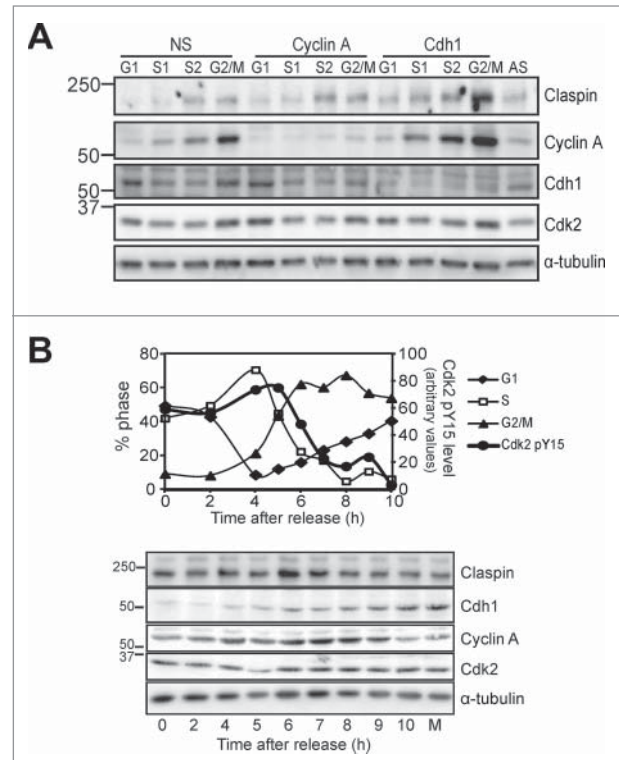 A
NS Cyclin A Cdh1
G1 S1 S2 G2/M G1 S1 S2 G2/M G1 S1 S2 G2/M AS
250
Claspin
50
Cyclin A
50
Cdh1
37
Cdk2
α-tubulin
B
80
60
40
20
0
% phase
100
80
60
40
20
0
Cdk2 pY15 level
(arbitrary values)
0 2 4 6 8 10
Time after release (h)
G1
S
G2/M
Cdk2 pY15
250
Claspin
50
Cdh1
50
Cyclin A
37
Cdk2
α-tubulin
0 2 4 5 6 7 8 9 10 M
Time after release (h)